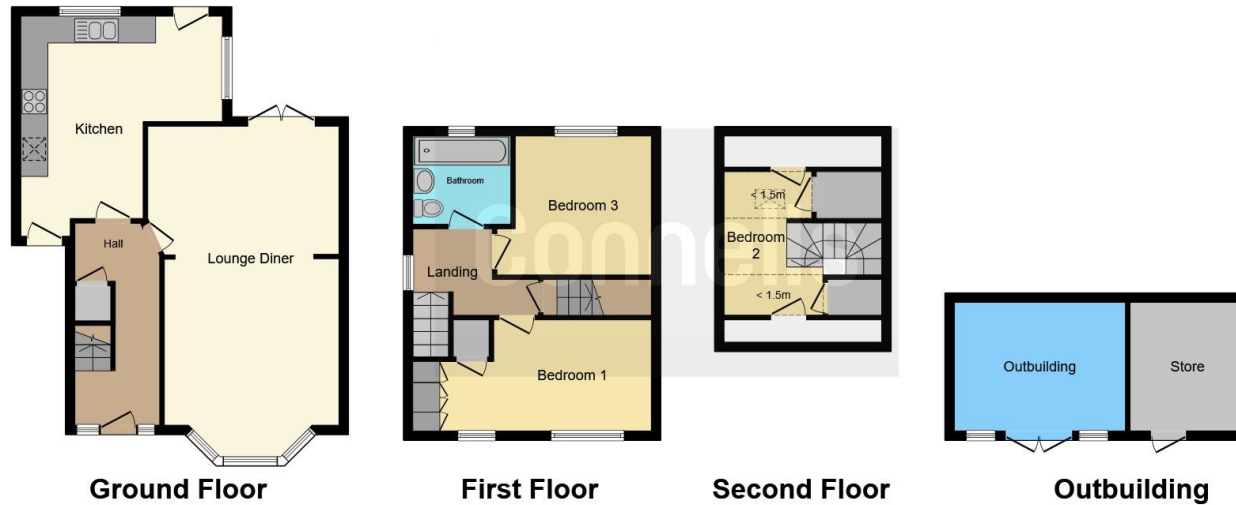 Kitchen
Hall
Lounge Diner
Ground Floor
Bathroom
Bedroom 3
Landing
Bedroom 1
First Floor
< 1.5m
Bedroom
2
< 1.5m
Second Floor
Outbuilding
Store
Outbuilding
Connells